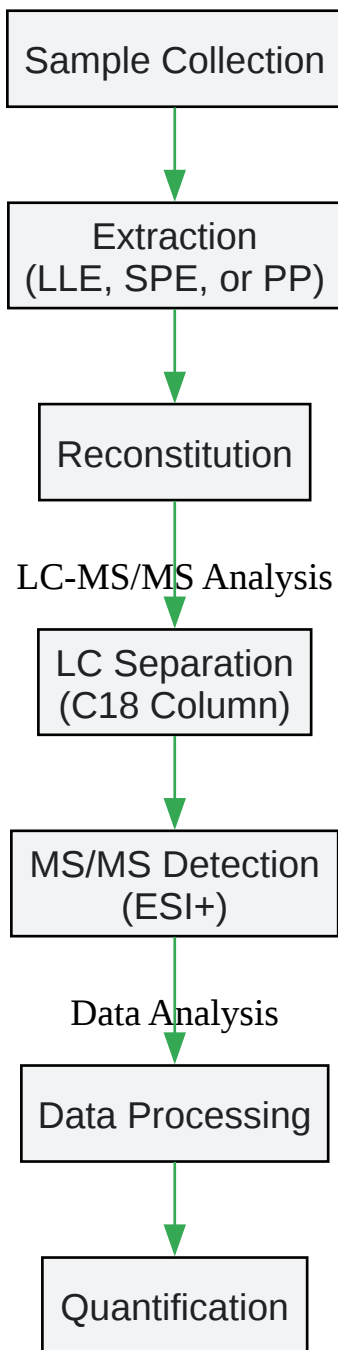 Sample Collection
Extraction
(LLE, SPE, or PP)
Reconstitution
LC-MS/MS Analysis
LC Separation
(C18 Column)
MS/MS Detection
(ESI+)
Data Analysis
Data Processing
Quantification